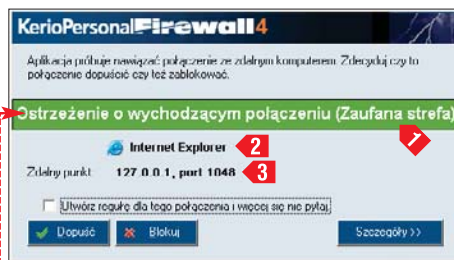 KerioPersonalFirewall4
Aplikacja próbuje nawiązać połączenie ze zdalnym komputerem. Zdecyduj czy to
połączenie dopuścić czy też zablokować.
Ostrzeżenie o wychodzącym połączeniu (Zaufana strefa)
1
Internet Explorer 2
Zdalny punkt 127.0.0.1, port 1048 3
Utwórz regułę dla tego połączenia i więcej się nie pytaj
Dopuść Blokuj Szczegóły >>